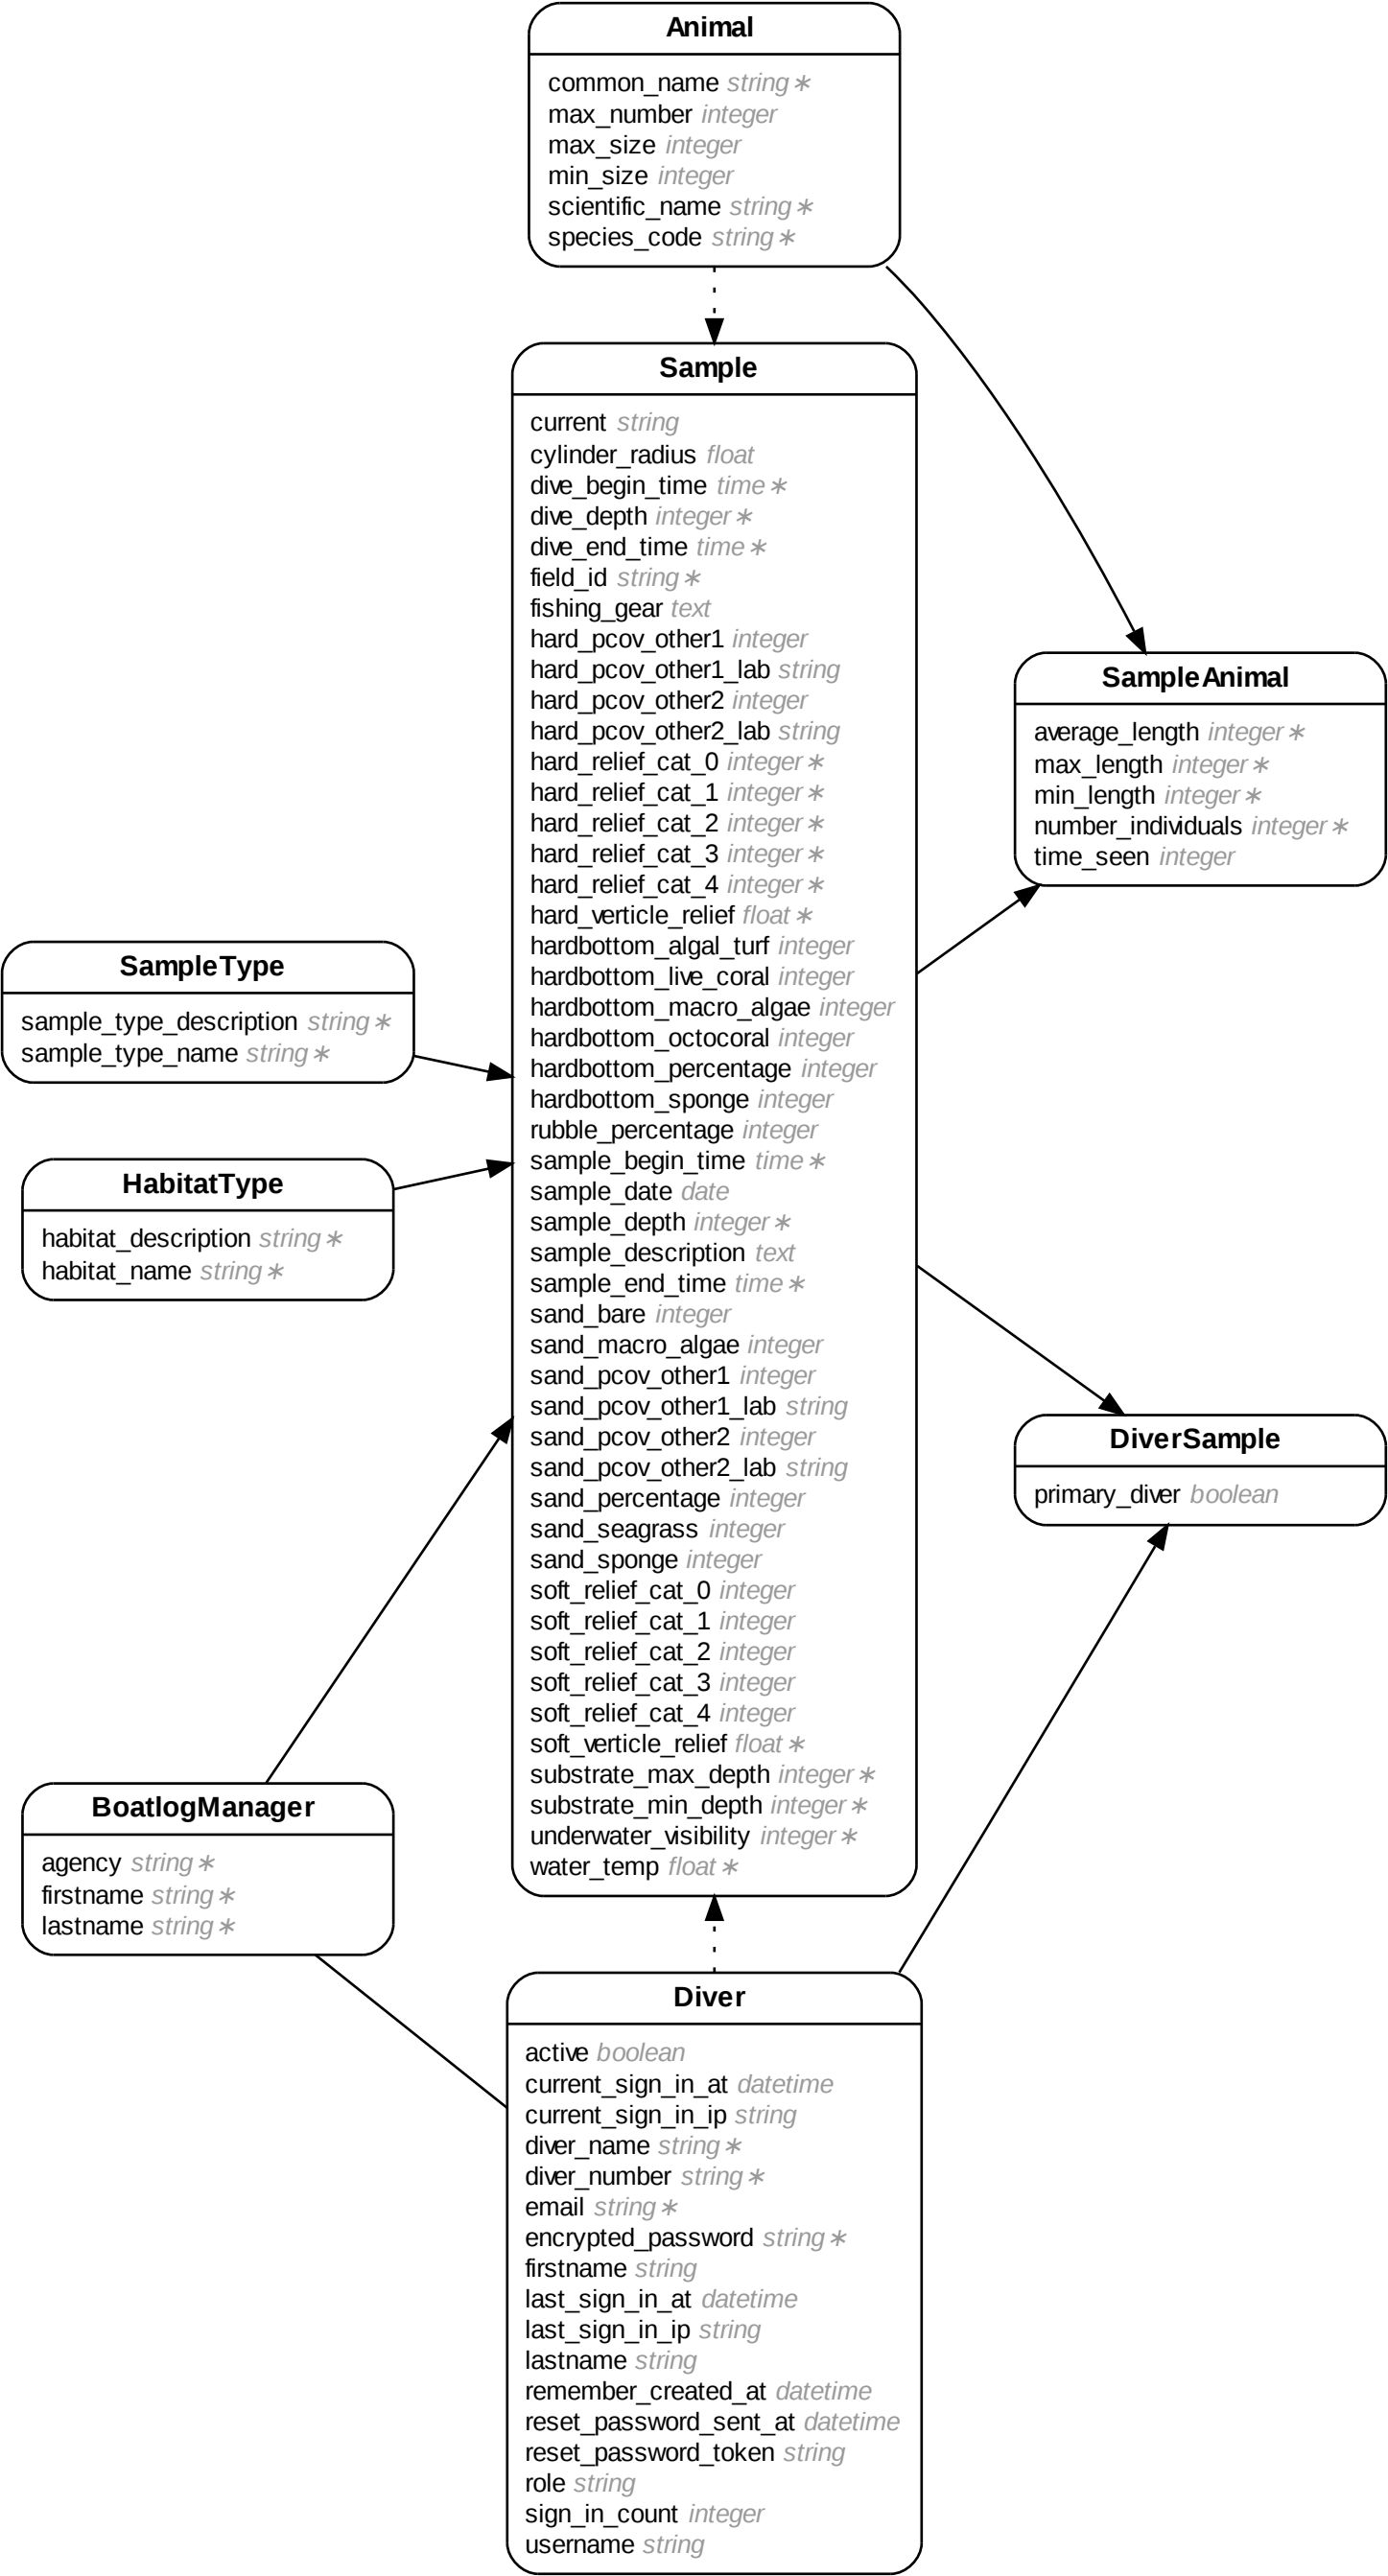 Animal
common_name string ∗
max_number integer
max_size integer
min_size integer
scientific_name string ∗
species_code string ∗
Sample
current string
cylinder_radius float
dive_begin_time time ∗
dive_depth integer ∗
dive_end_time time ∗
field_id string ∗
fishing_gear text
hard_pcov_other1 integer
hard_pcov_other1_lab string
hard_pcov_other2 integer
hard_pcov_other2_lab string
hard_relief_cat_0 integer ∗
hard_relief_cat_1 integer ∗
hard_relief_cat_2 integer ∗
hard_relief_cat_3 integer ∗
hard_relief_cat_4 integer ∗
hard_verticle_relief float ∗
hardbottom_algal_turf integer
hardbottom_live_coral integer
hardbottom_macro_algae integer
hardbottom_octocoral integer
hardbottom_percentage integer
hardbottom_sponge integer
rubble_percentage integer
sample_begin_time time ∗
sample_date date
sample_depth integer ∗
sample_description text
sample_end_time time ∗
sand_bare integer
sand_macro_algae integer
sand_pcov_other1 integer
sand_pcov_other1_lab string
sand_pcov_other2 integer
sand_pcov_other2_lab string
sand_percentage integer
sand_seagrass integer
sand_sponge integer
soft_relief_cat_0 integer
soft_relief_cat_1 integer
soft_relief_cat_2 integer
soft_relief_cat_3 integer
soft_relief_cat_4 integer
soft_verticle_relief float ∗
substrate_max_depth integer ∗
substrate_min_depth integer ∗
underwater_visibility integer ∗
water_temp float ∗
SampleAnimal
average_length integer ∗
max_length integer ∗
min_length integer ∗
number_individuals integer ∗
time_seen integer
SampleType
sample_type_description string ∗
sample_type_name string ∗
HabitatType
habitat_description string ∗
habitat_name string ∗
DiverSample
primary_diver boolean
BoatlogManager
agency string ∗
firstname string ∗
lastname string ∗
Diver
active boolean
current_sign_in_at datetime
current_sign_in_ip string
diver_name string ∗
diver_number string ∗
email string ∗
encrypted_password string ∗
firstname string
last_sign_in_at datetime
last_sign_in_ip string
lastname string
remember_created_at datetime
reset_password_sent_at datetime
reset_password_token string
role string
sign_in_count integer
username string